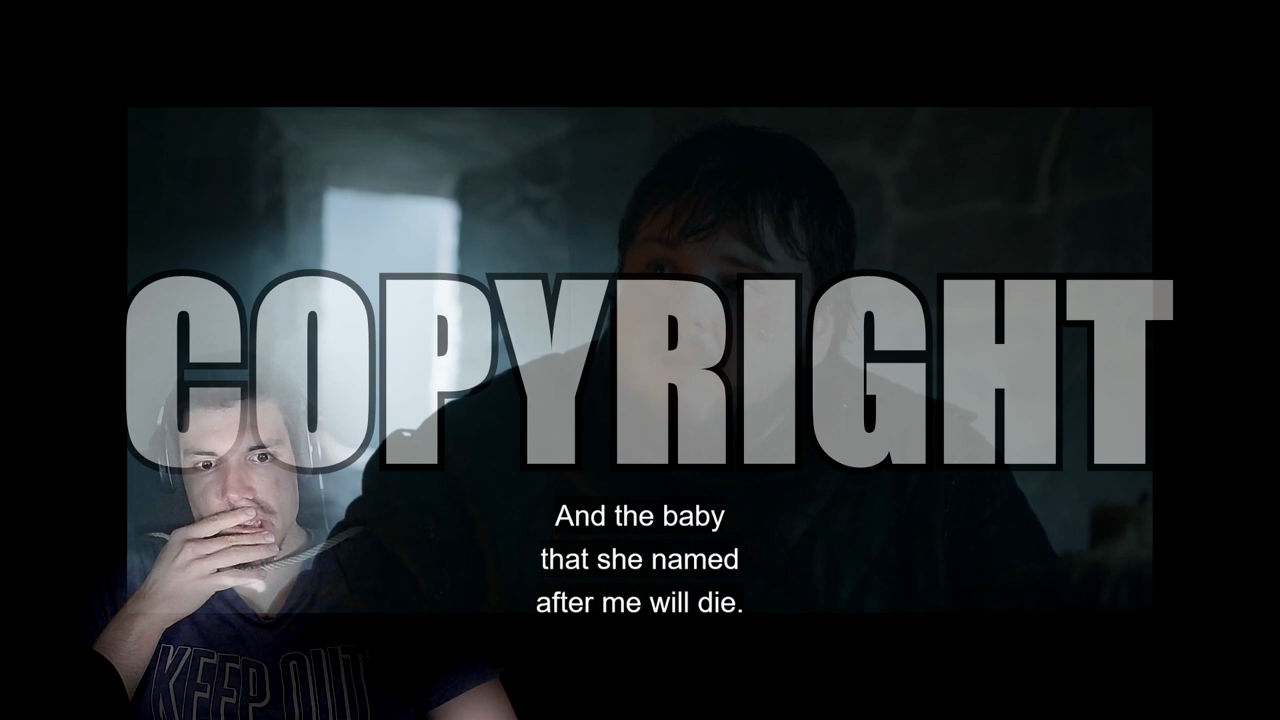 COPYRIGHT
And the baby
that she named
after me will die.
KEEP OUT